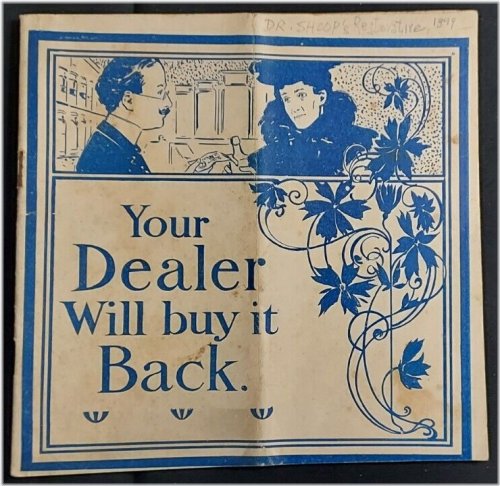 DR. SHOOP'S Restorative, 1899
Your
Dealer
Will buy it
Back.